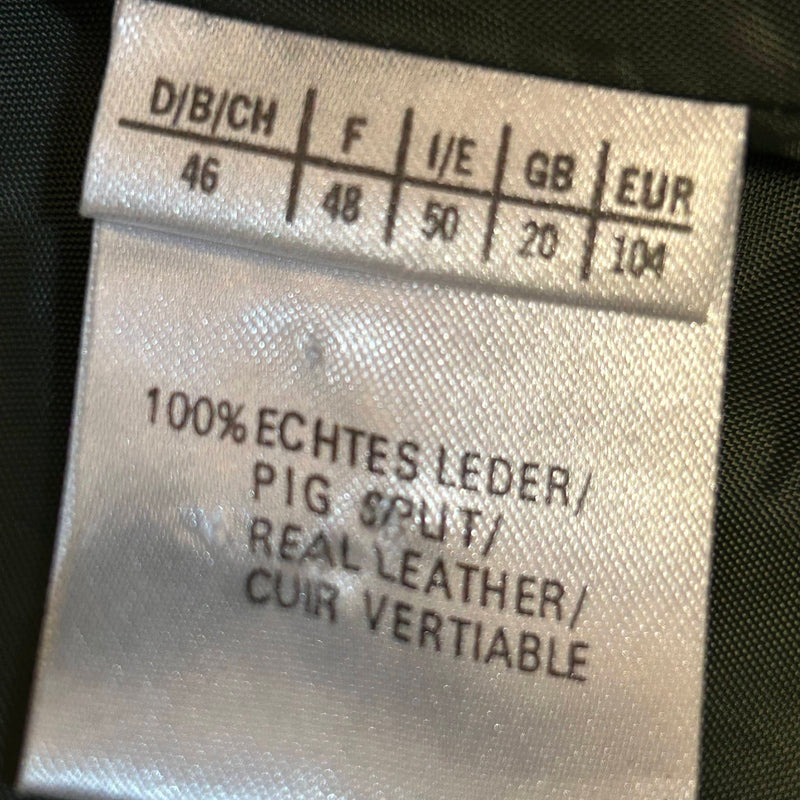 D/B/CH F I/E GB EUR
46 48 50 20 104
100% ECHTES LEDER/
PIG SPLIT/
REAL LEATHER/
CUIR VERTIABLE